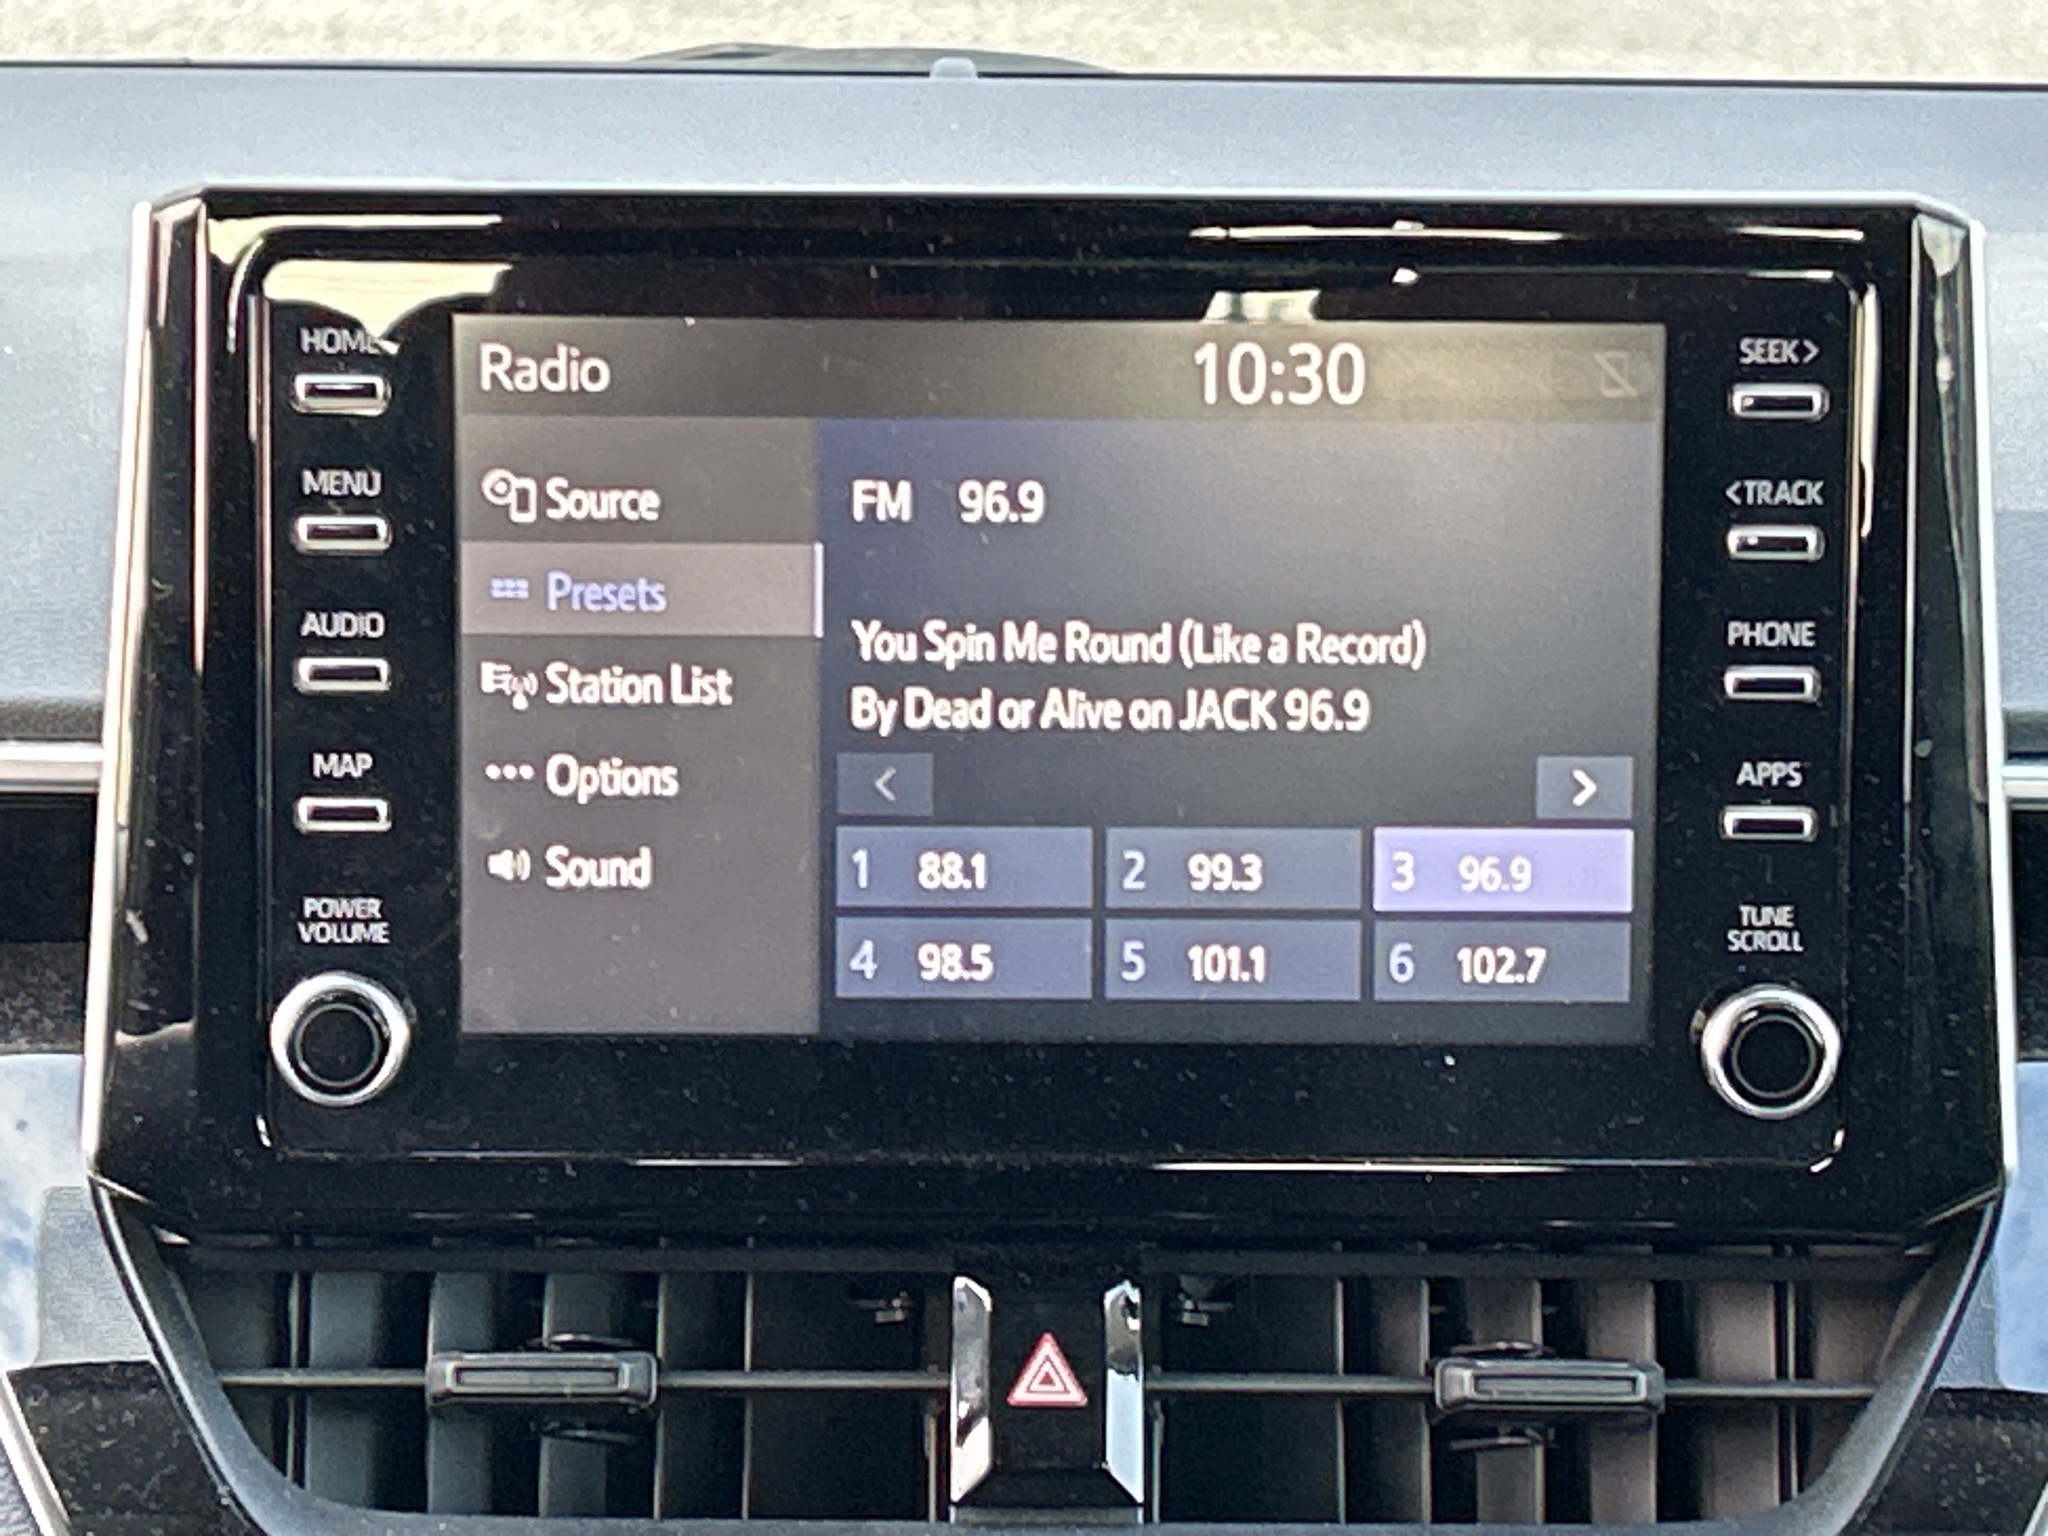 HOME
MENU
AUDIO
MAP
POWER
VOLUME
Radio
10:30
Source
Presets
Station List
Options
Sound
FM 96.9
You Spin Me Round (Like a Record)
By Dead or Alive on JACK 96.9
< >
1 88.1 2 99.3 3 96.9
4 98.5 5 101.1 6 102.7
SEEK >
< TRACK
PHONE
APPS
TUNE
SCROLL